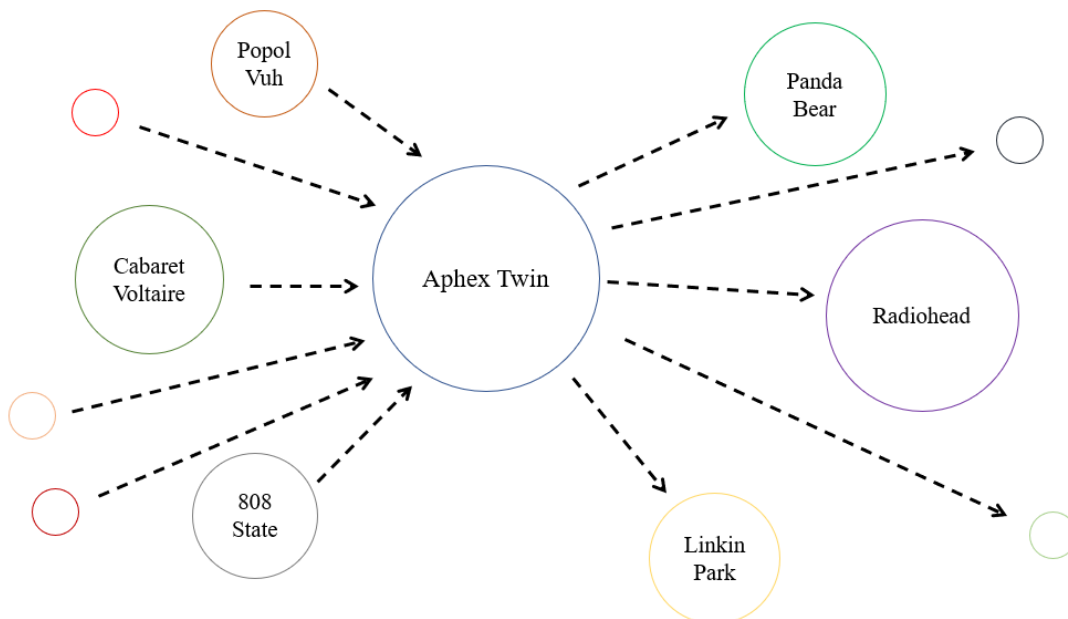 Popol
Vuh
Panda
Bear
Cabaret
Voltaire
Aphex Twin
Radiohead
808
State
Linkin
Park